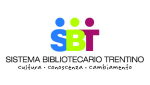 SBT
SISTEMA BIBLIOTECARIO TRENTINO
cultura · conoscenza · cambiamento